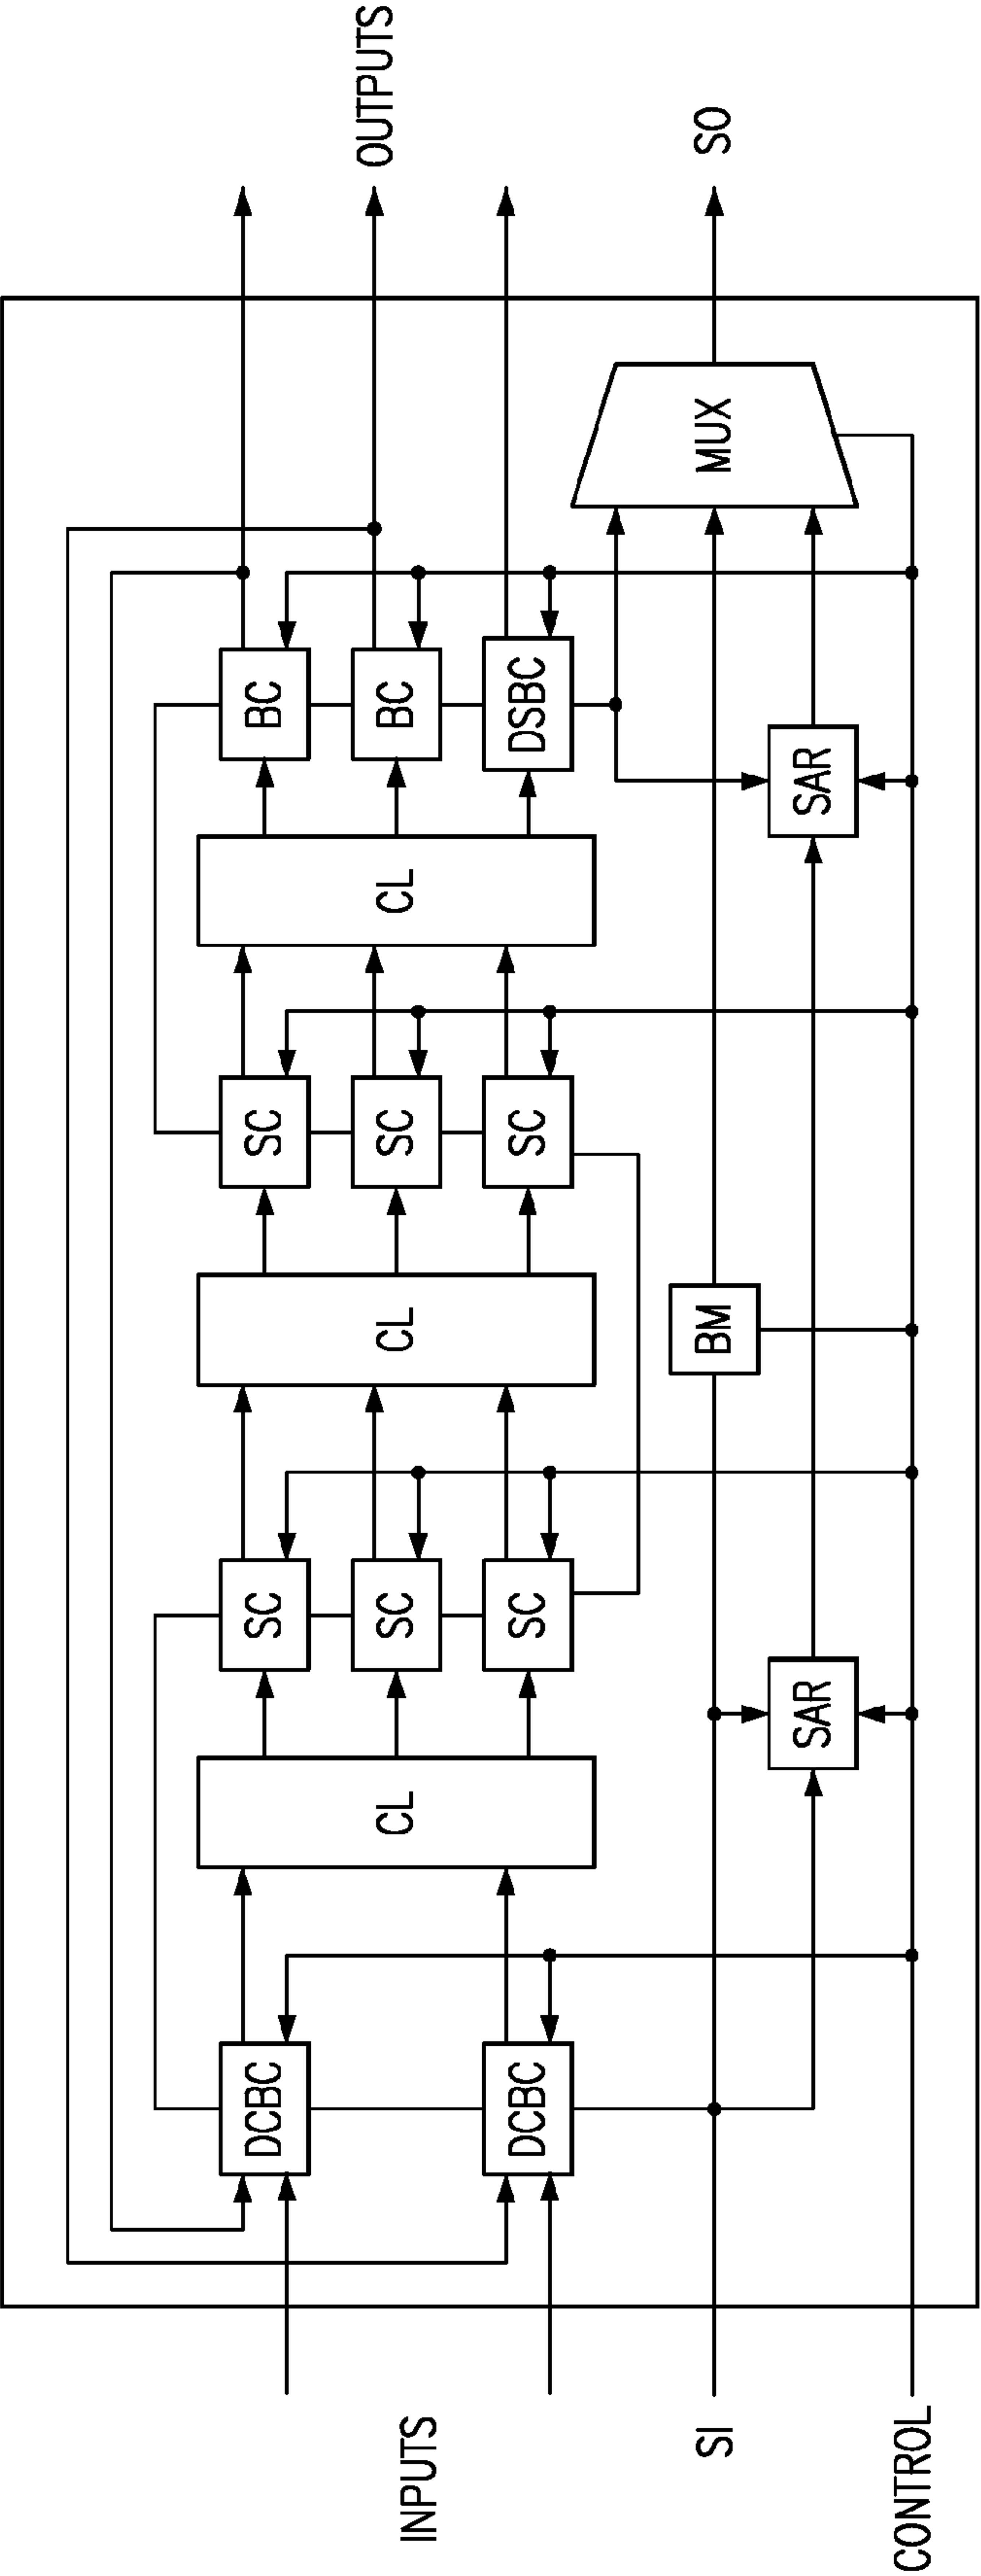 OUTPUTS
SO
MUX
BC
BC
DSBC
SAR
CL
SC
SC
SC
CL
BM
SC
SC
SC
SAR
CL
DCBC
DCBC
INPUTS
SI
CONTROL